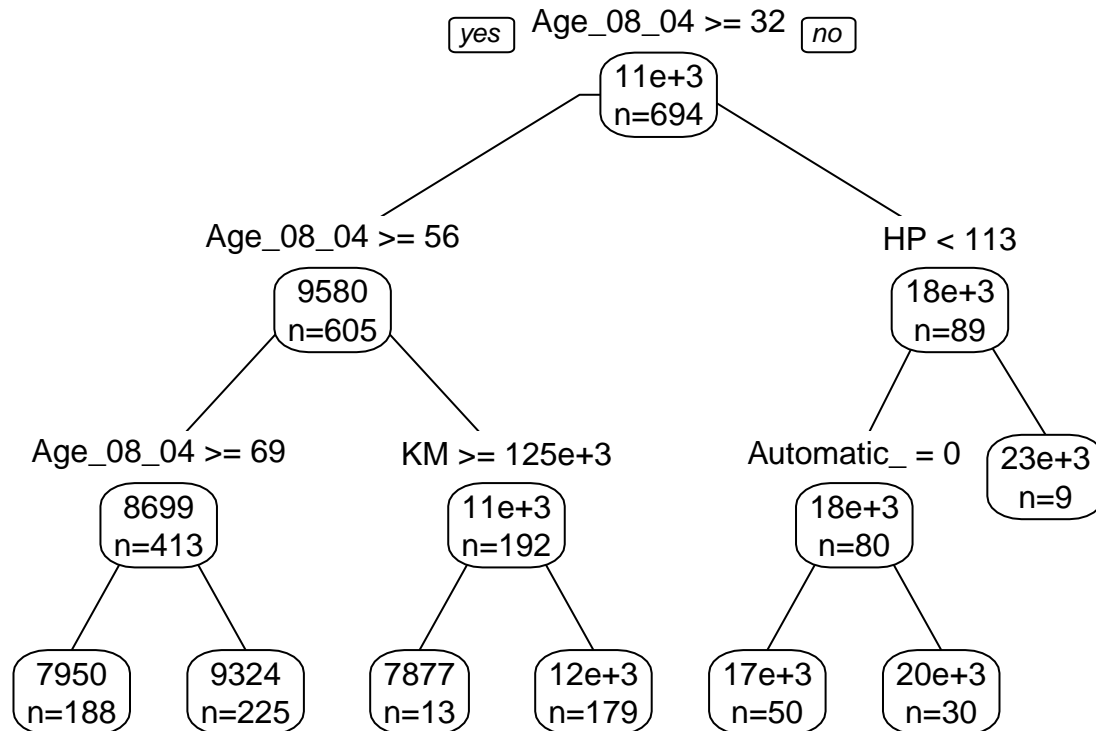 yes Age_08_04 >= 32 no
11e+3
n=694
Age_08_04 >= 56
9580
n=605
HP < 113
18e+3
n=89
Age_08_04 >= 69
8699
n=413
KM >= 125e+3
11e+3
n=192
Automatic_ = 0
18e+3
n=80
23e+3
n=9
7950
n=188
9324
n=225
7877
n=13
12e+3
n=179
17e+3
n=50
20e+3
n=30